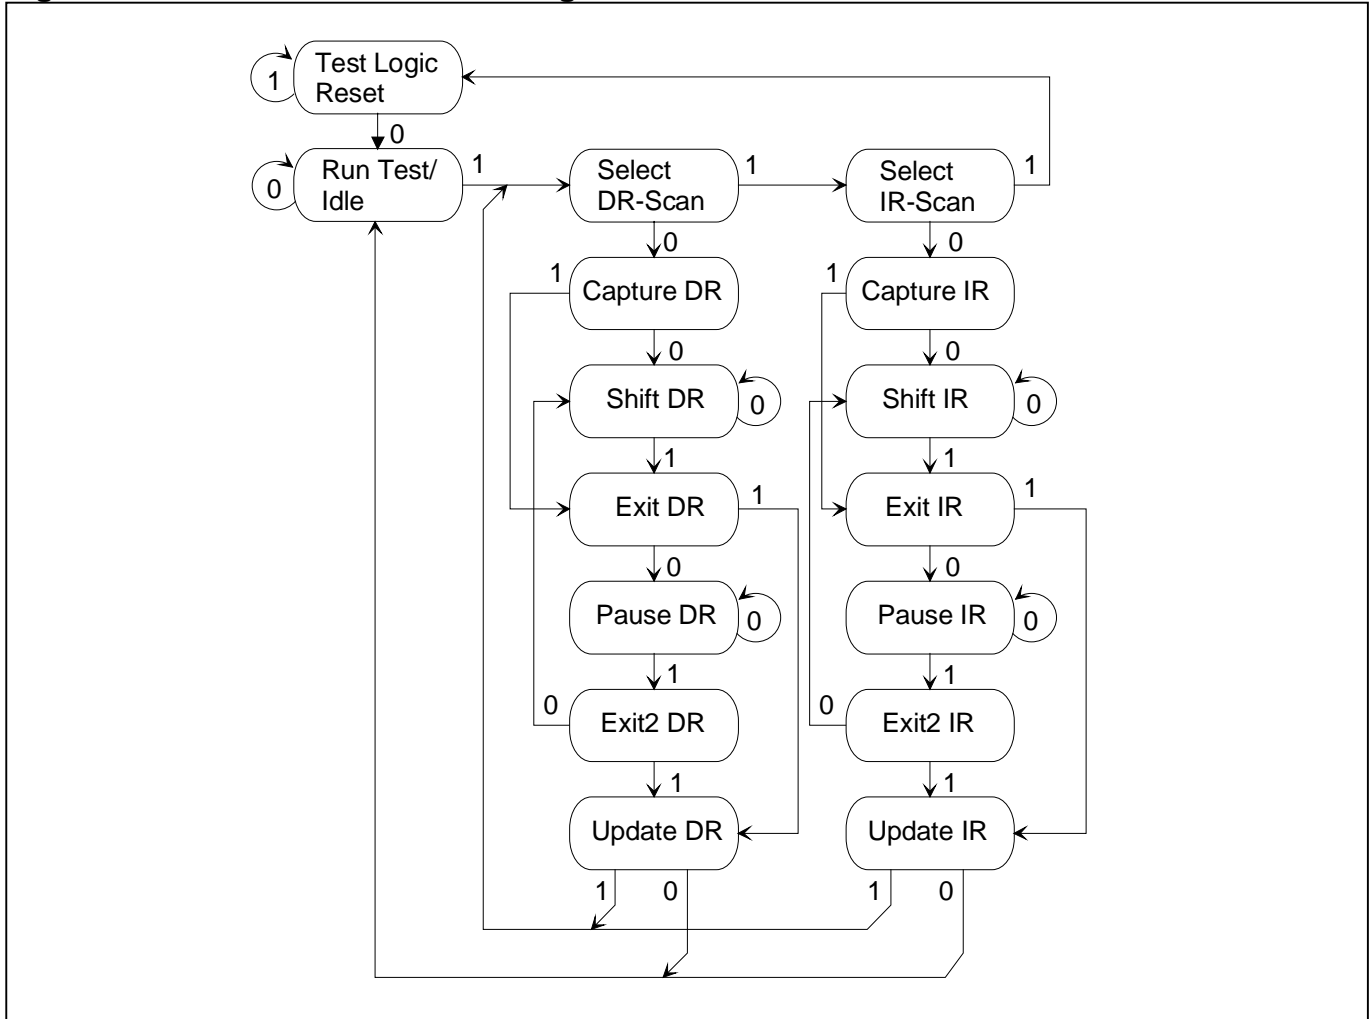 Test Logic
Reset
1
0
Run Test/
Idle
0
1
Select
DR-Scan
1
Select
IR-Scan
1
0
0
1
Capture DR
1
Capture IR
0
0
Shift DR
0
Shift IR
0
1
1
Exit DR
1
Exit IR
1
0
0
Pause DR
0
Pause IR
0
1
1
0
Exit2 DR
0
Exit2 IR
1
1
Update DR
Update IR
1
0
1
0